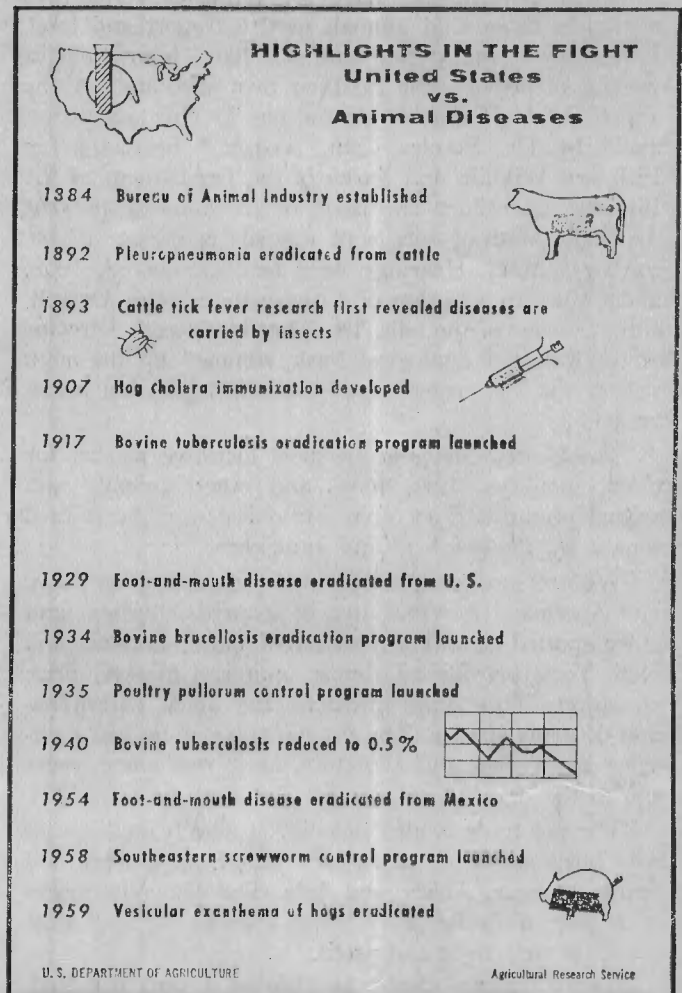 HIGHLIGHTS IN THE FIGHT
United States
vs.
Animal Diseases
1884 Bureau of Animal Industry established
1892 Pleuropneumonia eradicated from cattle
1893 Cattle tick fever research first revealed diseases are
carried by insects
1907 Hog cholera immunization developed
1917 Bovine tuberculosis eradication program launched
1929 Foot-and-mouth disease eradicated from U. S.
1934 Bovine brucellosis eradication program launched
1935 Poultry pullorum control program launched
1940 Bovine tuberculosis reduced to 0.5%
1954 Foot-and-mouth disease eradicated from Mexico
1958 Southeastern screwworm control program launched
1959 Vesicular exanthema of hogs eradicated
U. S. DEPARTMENT OF AGRICULTURE
Agricultural Research Service